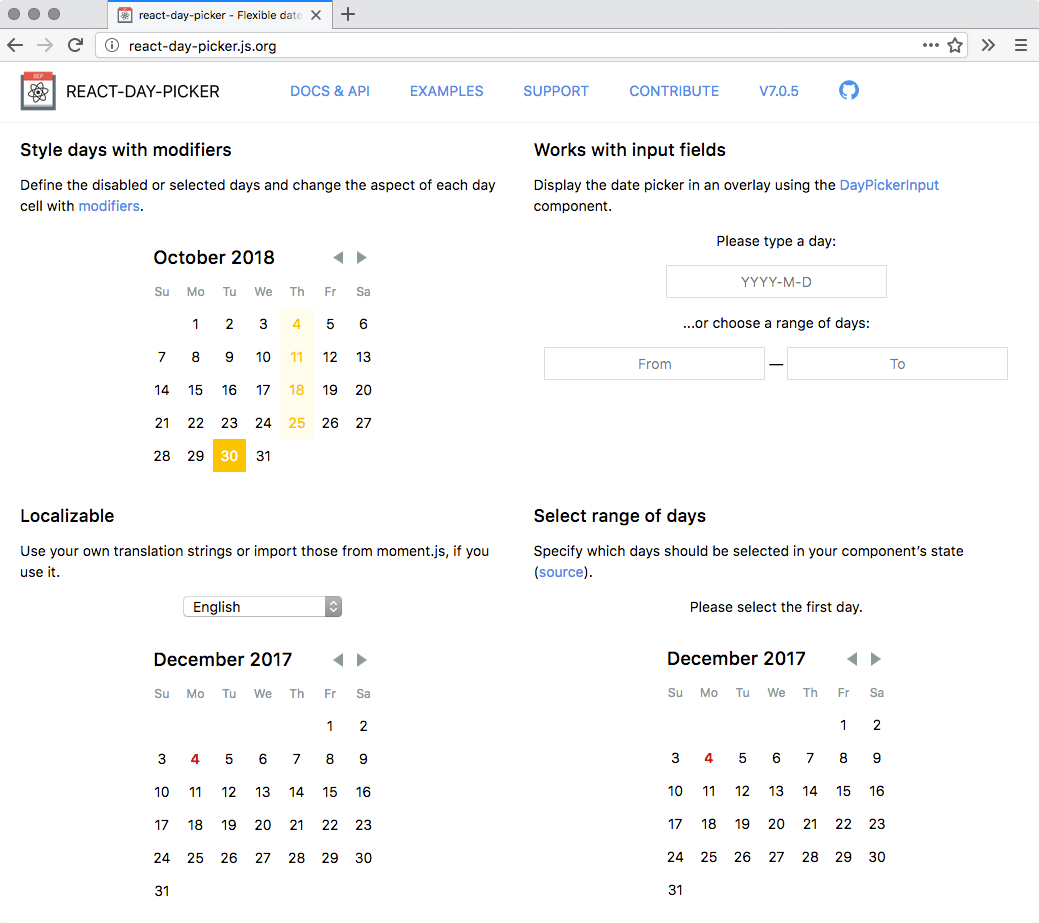 react-day-picker - Flexible date
react-day-picker.js.org
SEP
REACT-DAY-PICKER
DOCS & API
EXAMPLES
SUPPORT
CONTRIBUTE
V7.0.5
Style days with modifiers
Define the disabled or selected days and change the aspect of each day
cell with modifiers.
October 2018
Su Mo Tu We Th Fr Sa
1 2 3 4 5 6
7 8 9 10 11 12 13
14 15 16 17 18 19 20
21 22 23 24 25 26 27
28 29 30 31
Works with input fields
Display the date picker in an overlay using the DayPickerInput
component.
Please type a day:
YYYY-M-D
...or choose a range of days:
From — To
Localizable
Use your own translation strings or import those from moment.js, if you
use it.
English
December 2017
Su Mo Tu We Th Fr Sa
1 2
3 4 5 6 7 8 9
10 11 12 13 14 15 16
17 18 19 20 21 22 23
24 25 26 27 28 29 30
31
Select range of days
Specify which days should be selected in your component’s state
(source).
Please select the first day.
December 2017
Su Mo Tu We Th Fr Sa
1 2
3 4 5 6 7 8 9
10 11 12 13 14 15 16
17 18 19 20 21 22 23
24 25 26 27 28 29 30
31